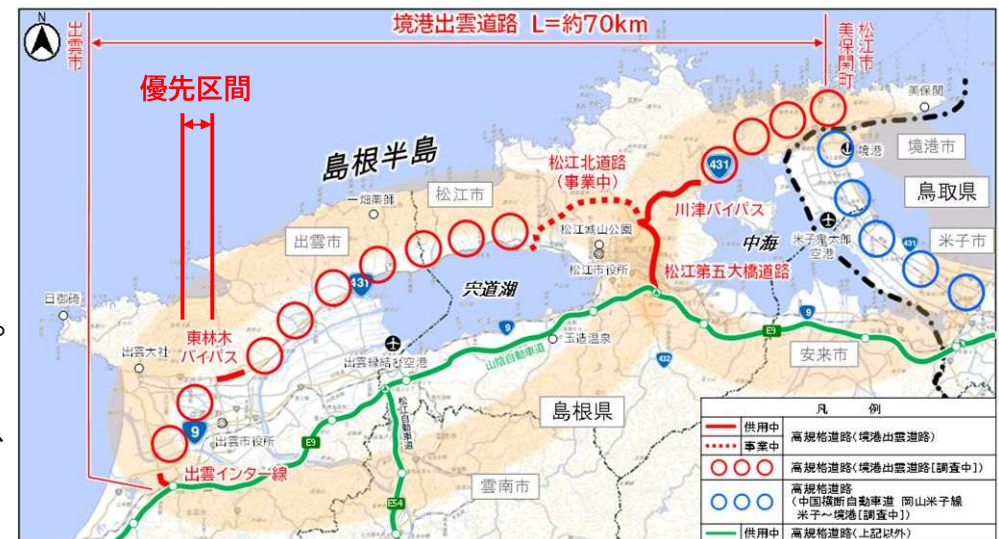 境港出雲道路 L=約70km
N
出雲市
松江市
美保関町
優先区間
美保関
島根半島
境港
境港市
松江北道路
(事業中)
431
松江市
鳥取県
一畑薬師
川津バイパス
出雲市
松江城山公園
中海
米子鬼太郎
空港
431
米子市
松江市役所
431
松江第五大橋道路
日御碕
宍道湖
。
東林木
バイパス
9
9
E9
出雲大社
玉造温泉
出雲縁結び空港
山陰自動車道
安来市
432
、
島根県
9
出雲市役所
松江自動車道
E9
出雲インター線
雲南市
E54
凡 例
供用中
高規格道路(境港出雲道路)
事業中
高規格道路(境港出雲道路[調査中])
高規格道路
(中国横断自動車道 岡山米子線
米子~境港[調査中])
供用中 高規格道路(上記以外)